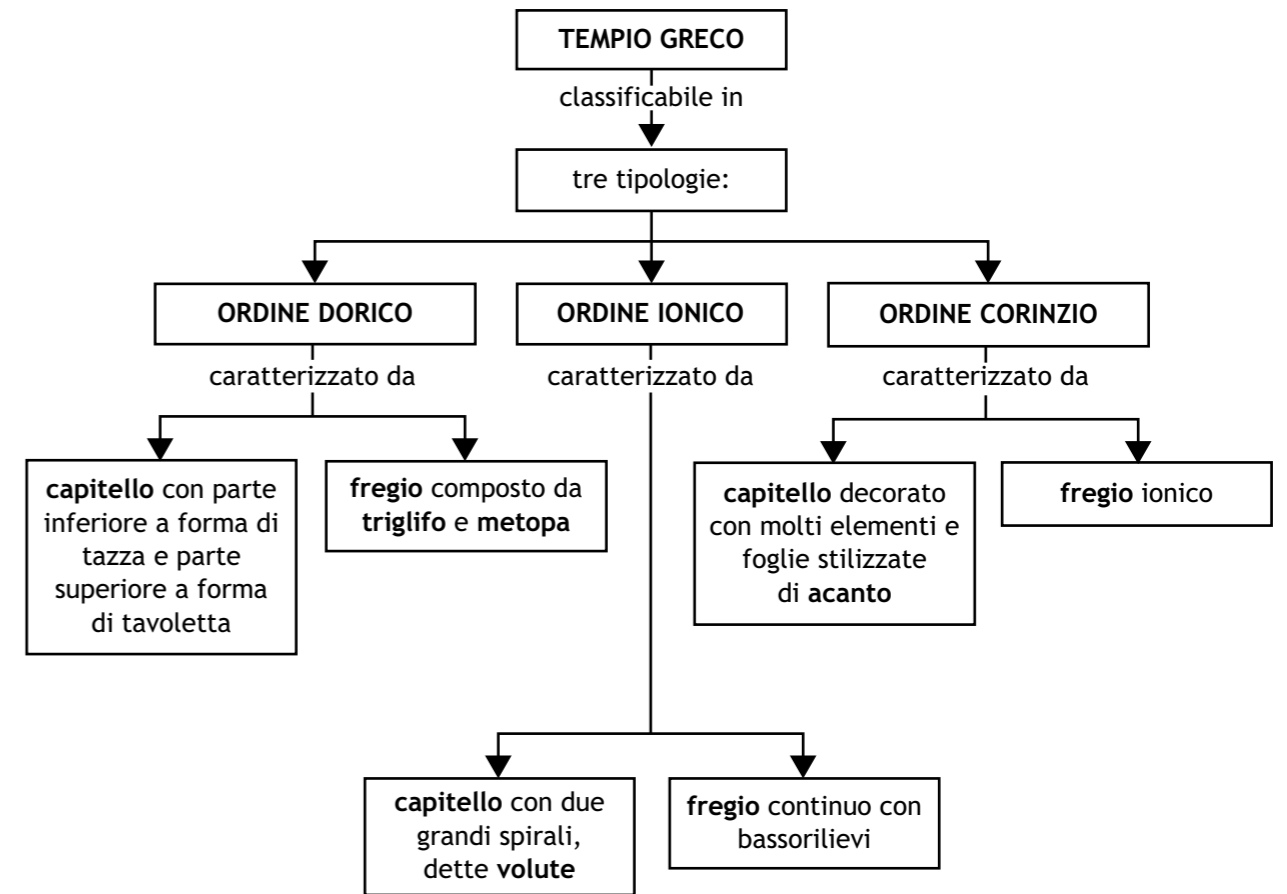 TEMPIO GRECO
classificabile in
tre tipologie:
ORDINE DORICO
ORDINE IONICO
ORDINE CORINZIO
caratterizzato da
caratterizzato da
caratterizzato da
capitello con parte
inferiore a forma di
tazza e parte
superiore a forma
di tavoletta
fregio composto da
triglifo e metopa
capitello decorato
con molti elementi e
foglie stilizzate
di acanto
fregio ionico
capitello con due
grandi spirali,
dette volute
fregio continuo con
bassorilievi